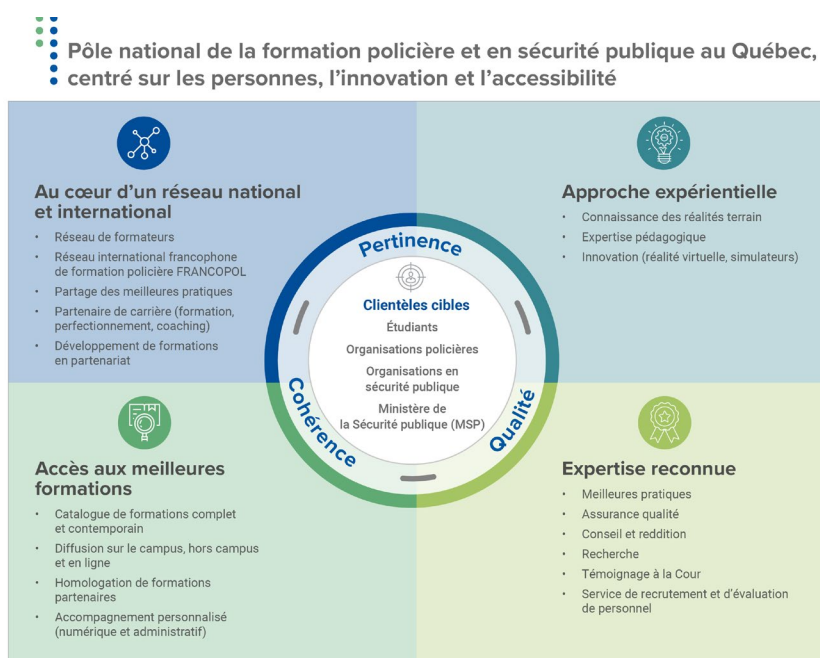 Pôle national de la formation policière et en sécurité publique au Québec,
centré sur les personnes, l'innovation et l'accessibilité
Au cœur d'un réseau national
et international
• Réseau de formateurs
• Réseau international francophone
de formation policière FRANCOPOL
• Partage des meilleures pratiques
• Partenaire de carrière (formation,
perfectionnement, coaching)
• Développement de formations
en partenariat
Approche expérientielle
• Connaissance des réalités terrain
• Expertise pédagogique
• Innovation (réalité virtuelle, simulateurs)
Pertinence
Clientèles cibles
Étudiants
Organisations policières
Organisations en
sécurité publique
Ministère de
la Sécurité publique (MSP)
Cohérence
Qualité
Accès aux meilleures
formations
• Catalogue de formations complet
et contemporain
• Diffusion sur le campus, hors campus
et en ligne
• Homologation de formations
partenaires
• Accompagnement personnalisé
(numérique et administratif)
Expertise reconnue
• Meilleures pratiques
• Assurance qualité
• Conseil et reddition
• Recherche
• Témoignage à la Cour
• Service de recrutement et d'évaluation
de personnel